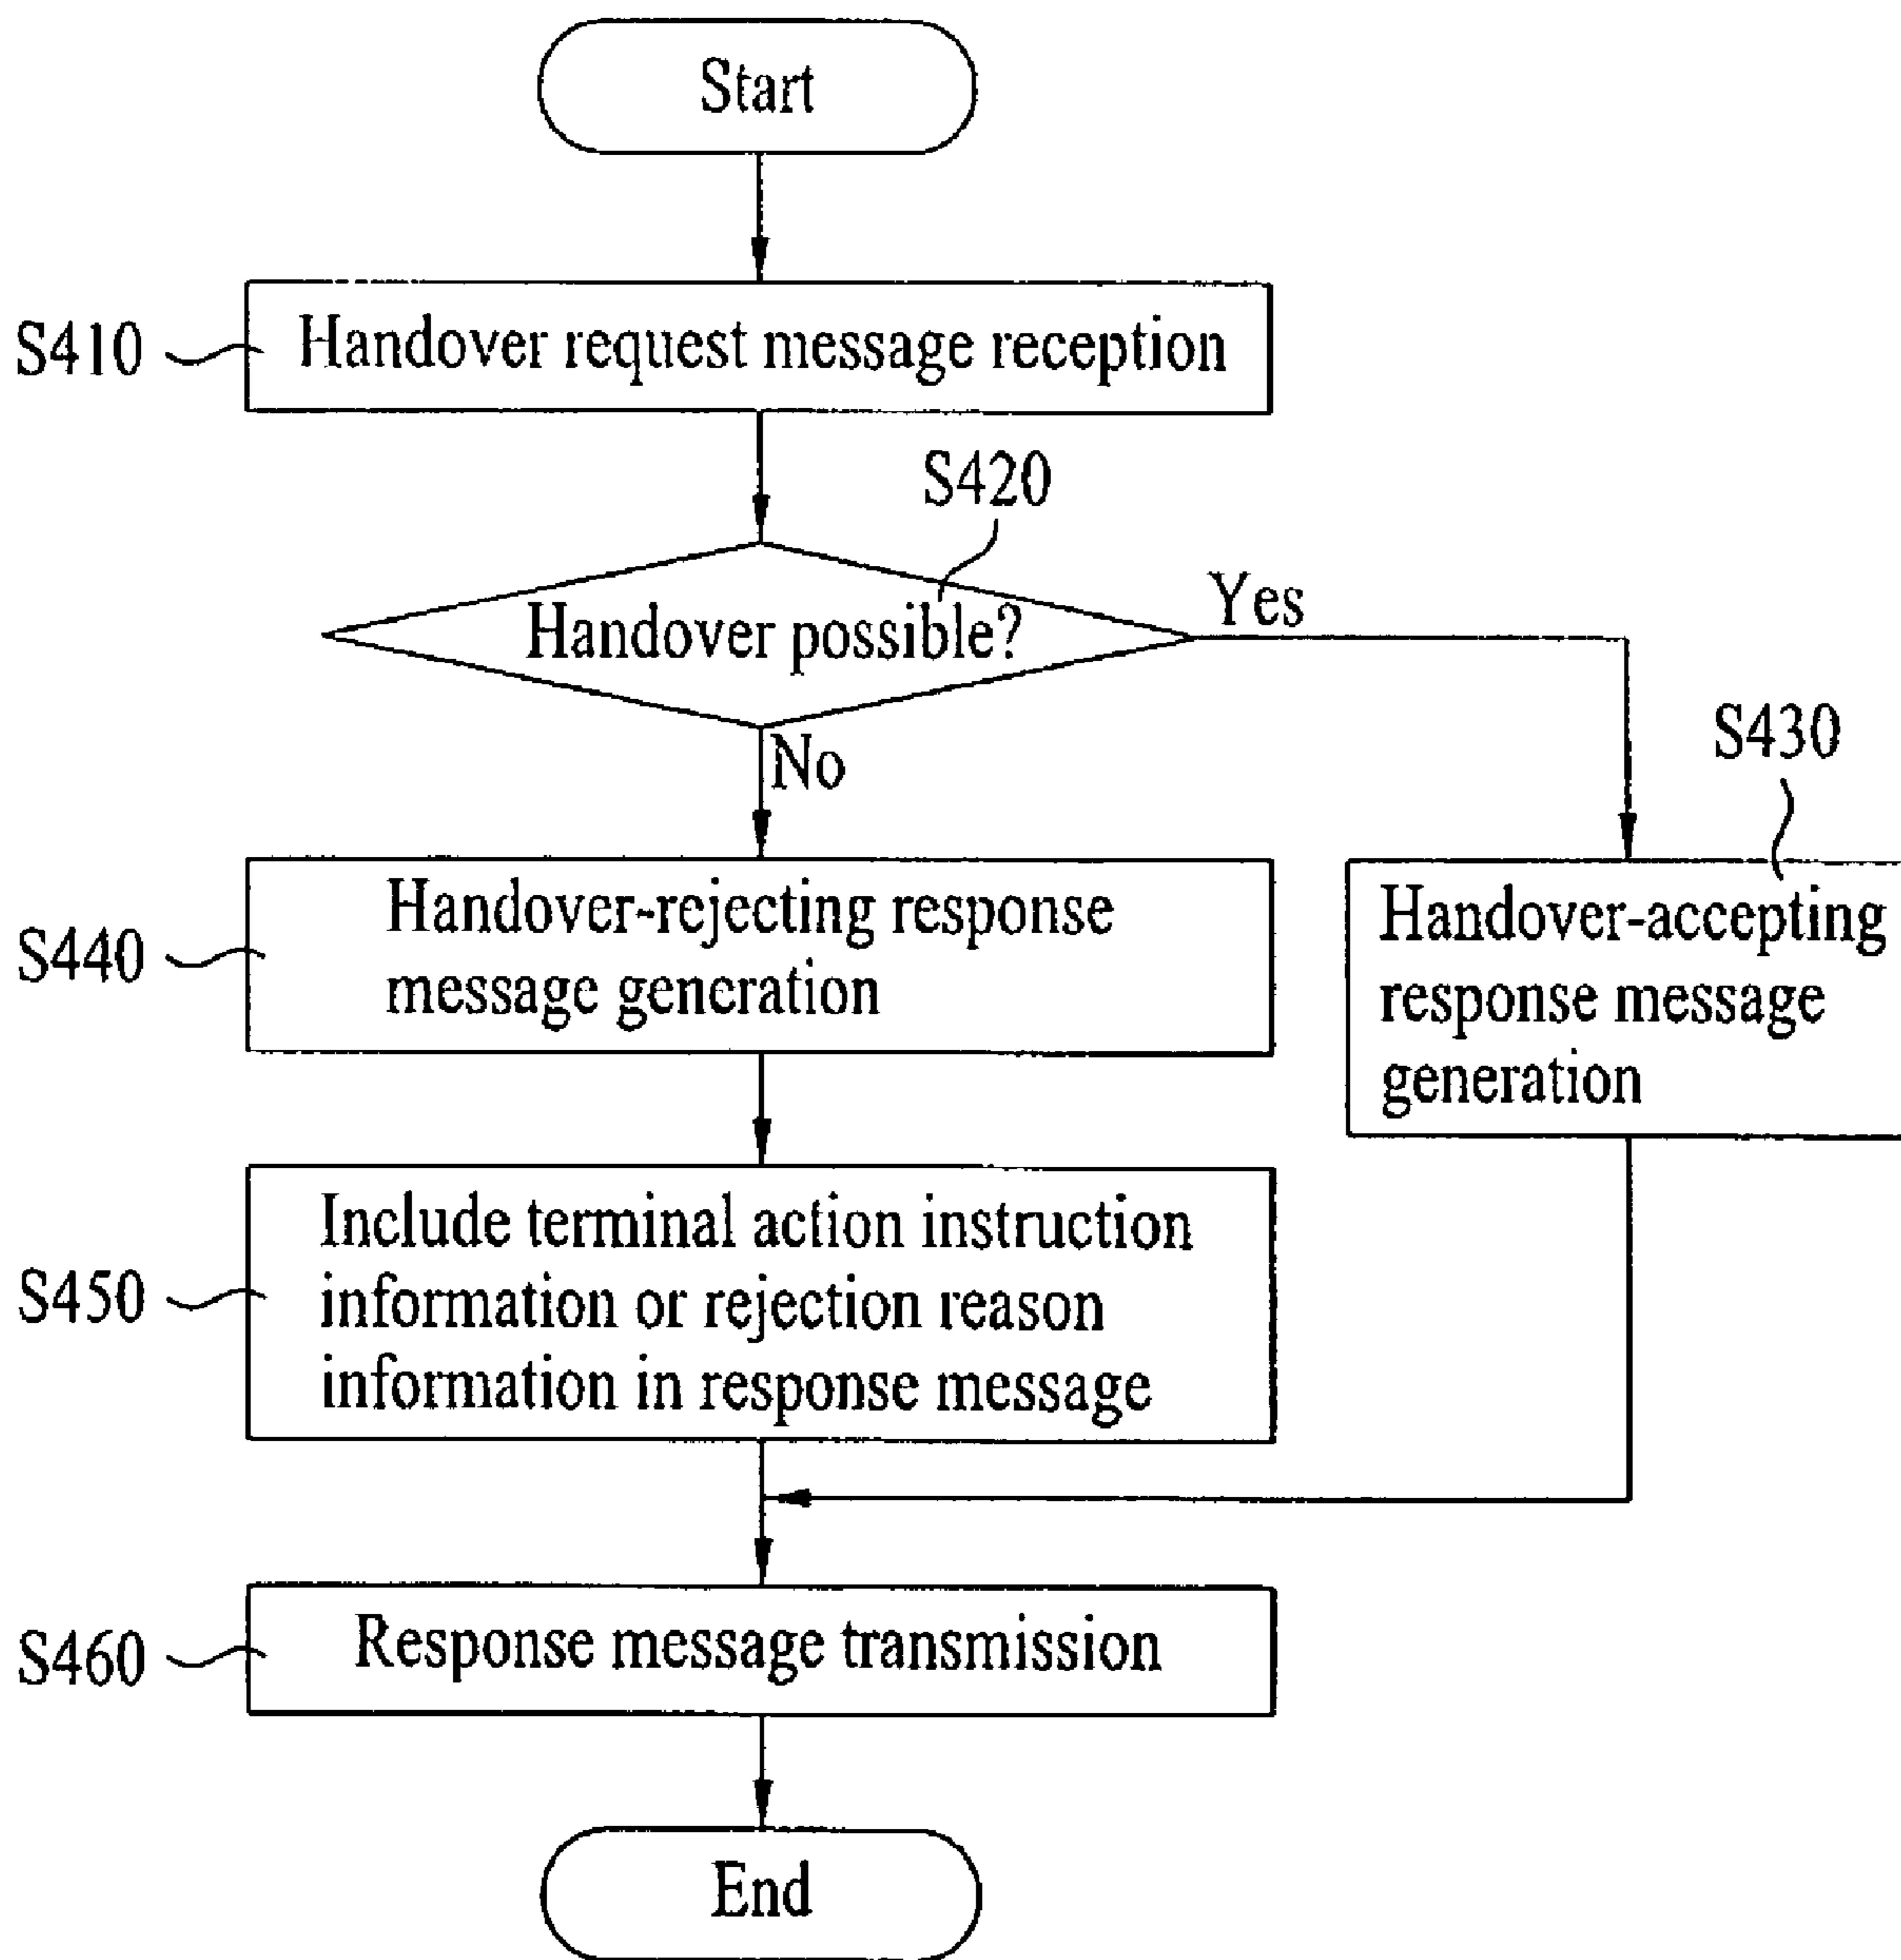 Start
S410
Handover request message reception
S420
Handover possible?
Yes
No
S430
S440
Handover-rejecting response
message generation
Handover-accepting
response message
generation
S450
Include terminal action instruction
information or rejection reason
information in response message
S460
Response message transmission
End